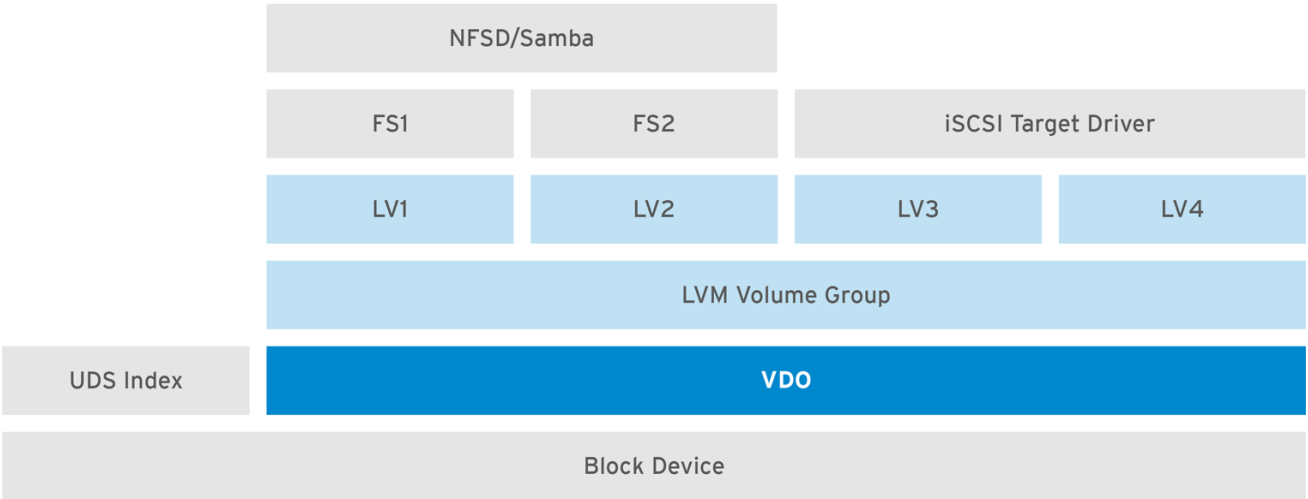 NFSD/Samba
FS1
FS2
iSCSI Target Driver
LV1
LV2
LV3
LV4
LVM Volume Group
UDS Index
VDO
Block Device